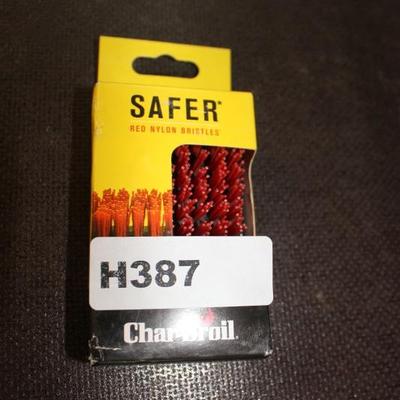 SAFER*
RED NYLON BRISTLES*
H387
Char-Broil